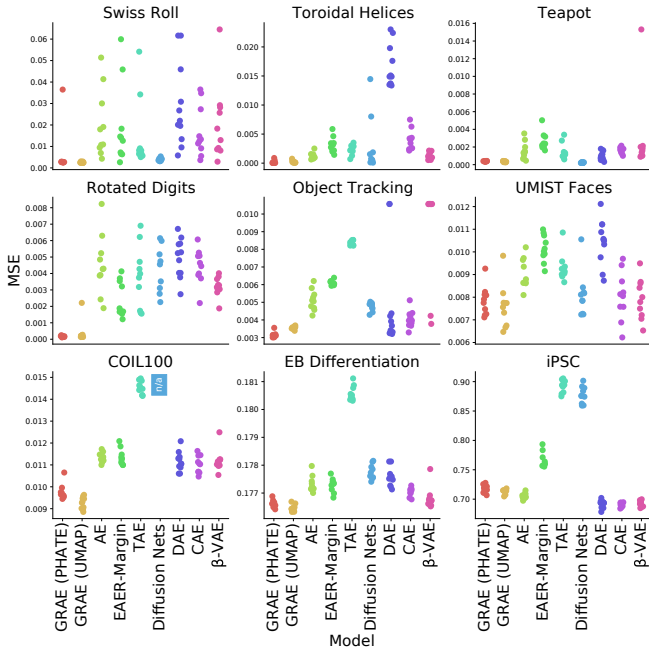 Swiss Roll
Toroidal Helices
Teapot
0.06
0.05
0.04
0.03
0.02
0.01
0.00
0.020
0.015
0.010
0.005
0.000
0.016
0.014
0.012
0.010
0.008
0.006
0.004
0.002
0.000
Rotated Digits
Object Tracking
UMIST Faces
MSE
0.008
0.007
0.006
0.005
0.004
0.003
0.002
0.001
0.000
0.010
0.009
0.008
0.007
0.006
0.005
0.004
0.003
0.012
0.011
0.010
0.009
0.008
0.007
0.006
COIL100
EB Differentiation
iPSC
0.015
0.014
0.013
0.012
0.011
0.010
0.009
n/a
0.181
0.180
0.179
0.178
0.177
0.90
0.85
0.80
0.75
0.70
GRAE (PHATE)
GRAE (UMAP)
AE
EAER-Margin
TAE
Diffusion Nets
DAE
CAE
β-VAE
GRAE (PHATE)
GRAE (UMAP)
AE
EAER-Margin
TAE
Diffusion Nets
DAE
CAE
β-VAE
GRAE (PHATE)
GRAE (UMAP)
AE
EAER-Margin
TAE
Diffusion Nets
DAE
CAE
β-VAE
Model